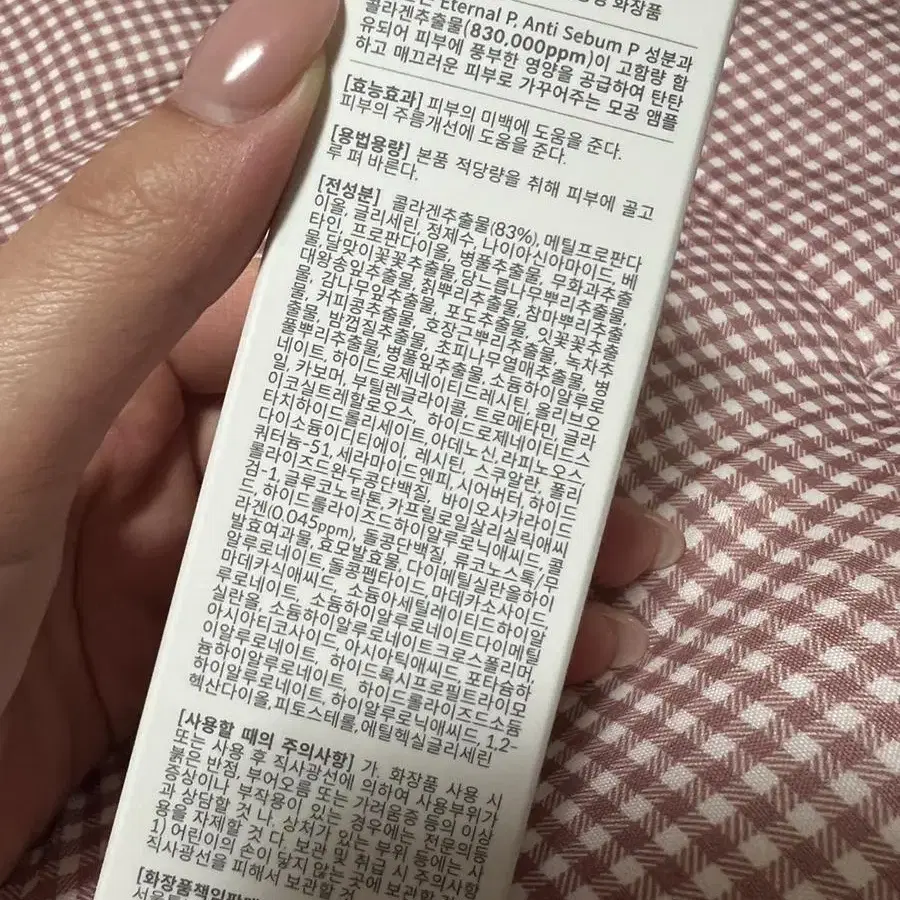 화장품
Eternal P, Anti Sebum P 성분과
콜라겐추출물(830,000ppm)이 고함량 함
유되어 피부에 풍부한 영양을 공급하여 탄탄
하고 매끄러운 피부로 가꾸어주는 모공 앰플
[효능효과] 피부의 미백에 도움을 준다.
피부의 주름개선에 도움을 준다.
[용법용량] 본품 적당량을 취해 피부에 골고
루 펴 바른다.
[전성분] 콜라겐추출물(83%), 메틸프로판다
이올, 글리세린, 정제수, 나이아신아마이드, 베
타인, 프로판다이올, 병풀추출물, 무화과추출
물, 달맞이꽃꽃추출물, 당느릅나무뿌리추출물,
대왕송잎추출물, 칡뿌리추출물, 참마뿌리추출
물, 감나무잎추출물, 포도추출물, 잇꽃꽃추출
물, 커피콩추출물, 호장근뿌리추출물, 녹차추
출물, 밤껍질추출물, 초피나무열매추출물, 병
풀뿌리추출물, 병풀잎추출물, 소듐하이알루로
네이트, 하이드로제네이티드레시틴, 올리브오
일, 카보머, 부틸렌글라이콜, 트로메타민, 글라
이코실트레할로오스, 하이드로제네이티드스
타치하이드롤리세이트, 아데노신, 라피노오스,
다이소듐이디티에이, 레시틴, 스쿠알란, 폴리
쿼터늄-51, 세라마이드엔피, 시어버터, 하이드
롤라이즈드완두콩단백질, 바이오사카라이드
검-1, 글루코노락톤, 카프릴로일살리실릭애씨
드, 하이드롤라이즈드하이알루로닉애씨드, 콜
라겐(0.045ppm), 돌콩단백질, 유코노스톡/무
발효여과물, 효모발효물, 다이메틸실란올하이
알루로네이트, 돌콩펩타이드, 마데카소사이드,
마데카식애씨드, 소듐아세틸레이티드하이알
루로네이트, 소듐하이알루로네이트다이메틸
실란올, 소듐하이알루로네이트크로스폴리머,
아시아티코사이드, 아시아틱애씨드, 포타슘하
이알루로네이트, 하이드록시프로필트라이모
늄하이알루로네이트, 하이드롤라이즈드소듐
하이알루로네이트, 하이알루로닉애씨드, 1,2-
헥산다이올, 피토스테롤, 에틸헥실글리세린
[사용할 때의 주의사항] 가. 화장품 사용 시
또는 사용 후 직사광선에 의하여 사용부위가
붉은 반점, 부어오름 또는 가려움증 등의 이상
증상이나 부작용이 있는 경우에는 전문의 등
과 상담할 것 나. 상처가 있는 부위 등에는 사
용을 자제할 것 다. 보관 및 취급 시 주의사항
1) 어린이의 손이 닿지 않는 곳에 보관할 것
직사광선을 피해서 보관할 것
[화장품책임판매